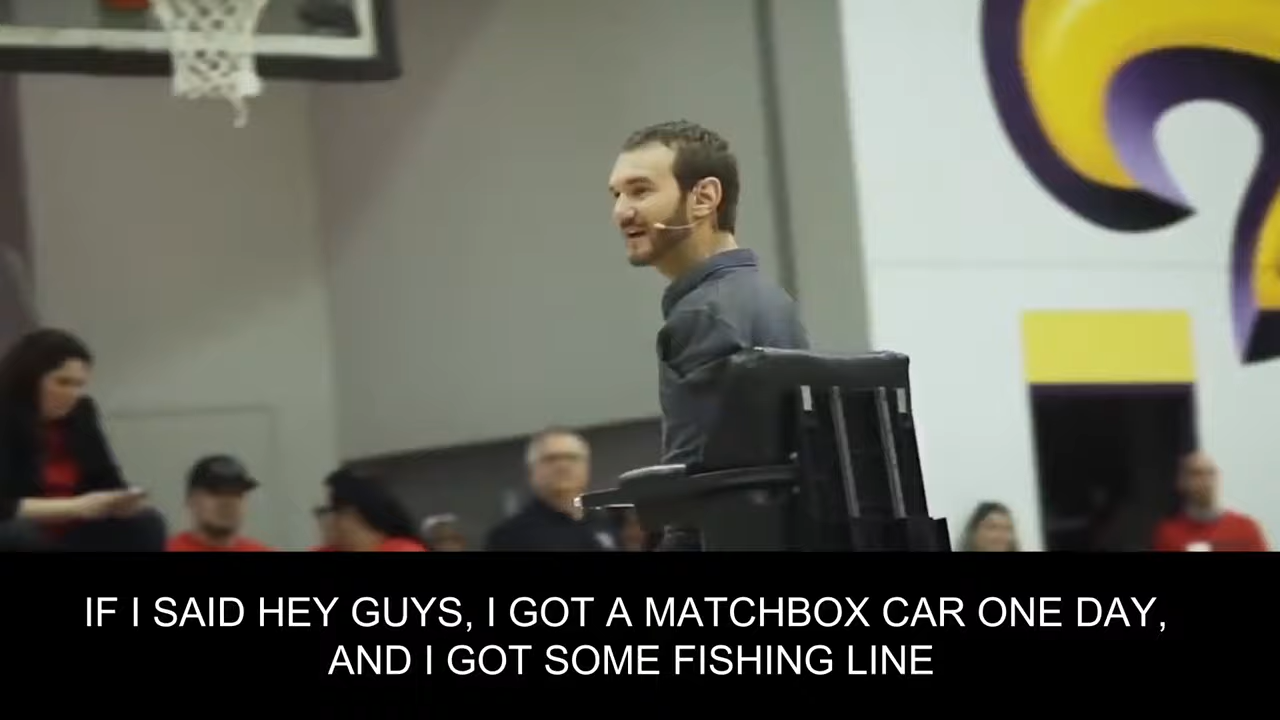 IF I SAID HEY GUYS, I GOT A MATCHBOX CAR ONE DAY,
AND I GOT SOME FISHING LINE